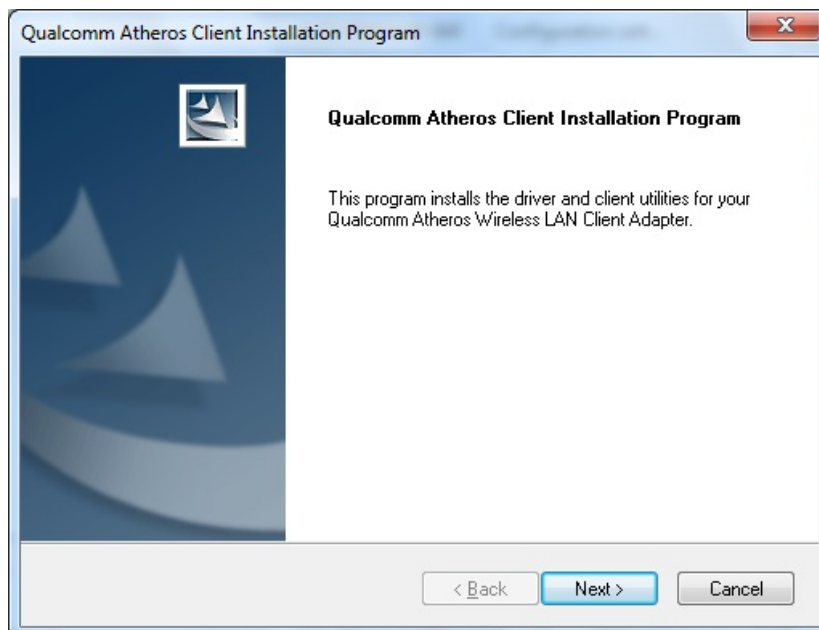 Qualcomm Atheros Client Installation Program
Qualcomm Atheros Client Installation Program
This program installs the driver and client utilities for your
Qualcomm Atheros Wireless LAN Client Adapter.
< Back
Next >
Cancel